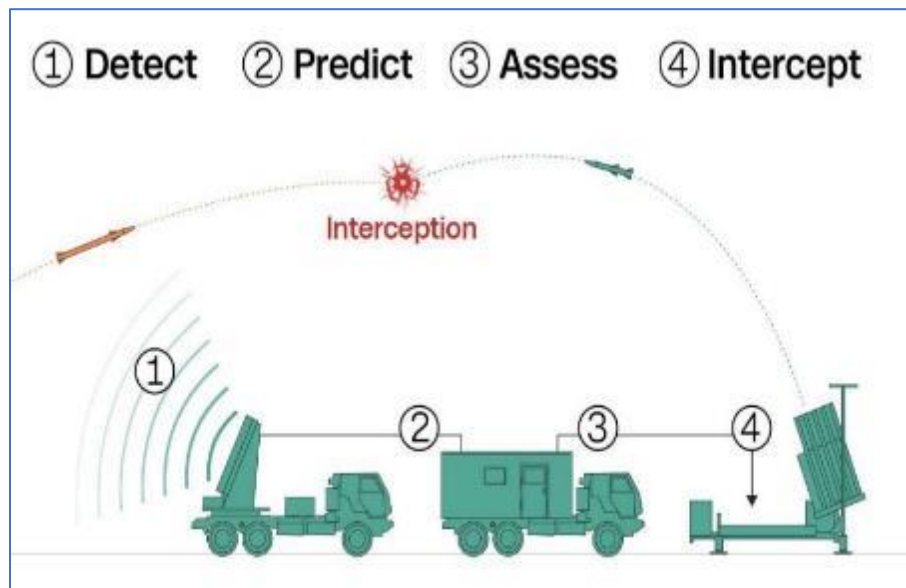 ① Detect ② Predict ③ Assess ④ Intercept
Interception
①
② ③ ④